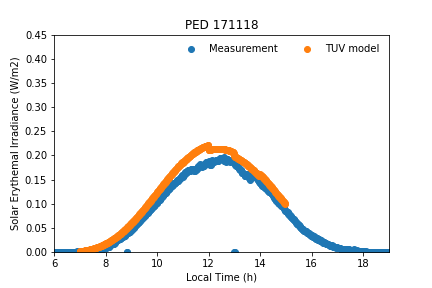 PED 171118
Measurement
TUV model
Solar Erythemal Irradiance (W/m2)
0.45
0.40
0.35
0.30
0.25
0.20
0.15
0.10
0.05
0.00
6 8 10 12 14 16 18
Local Time (h)